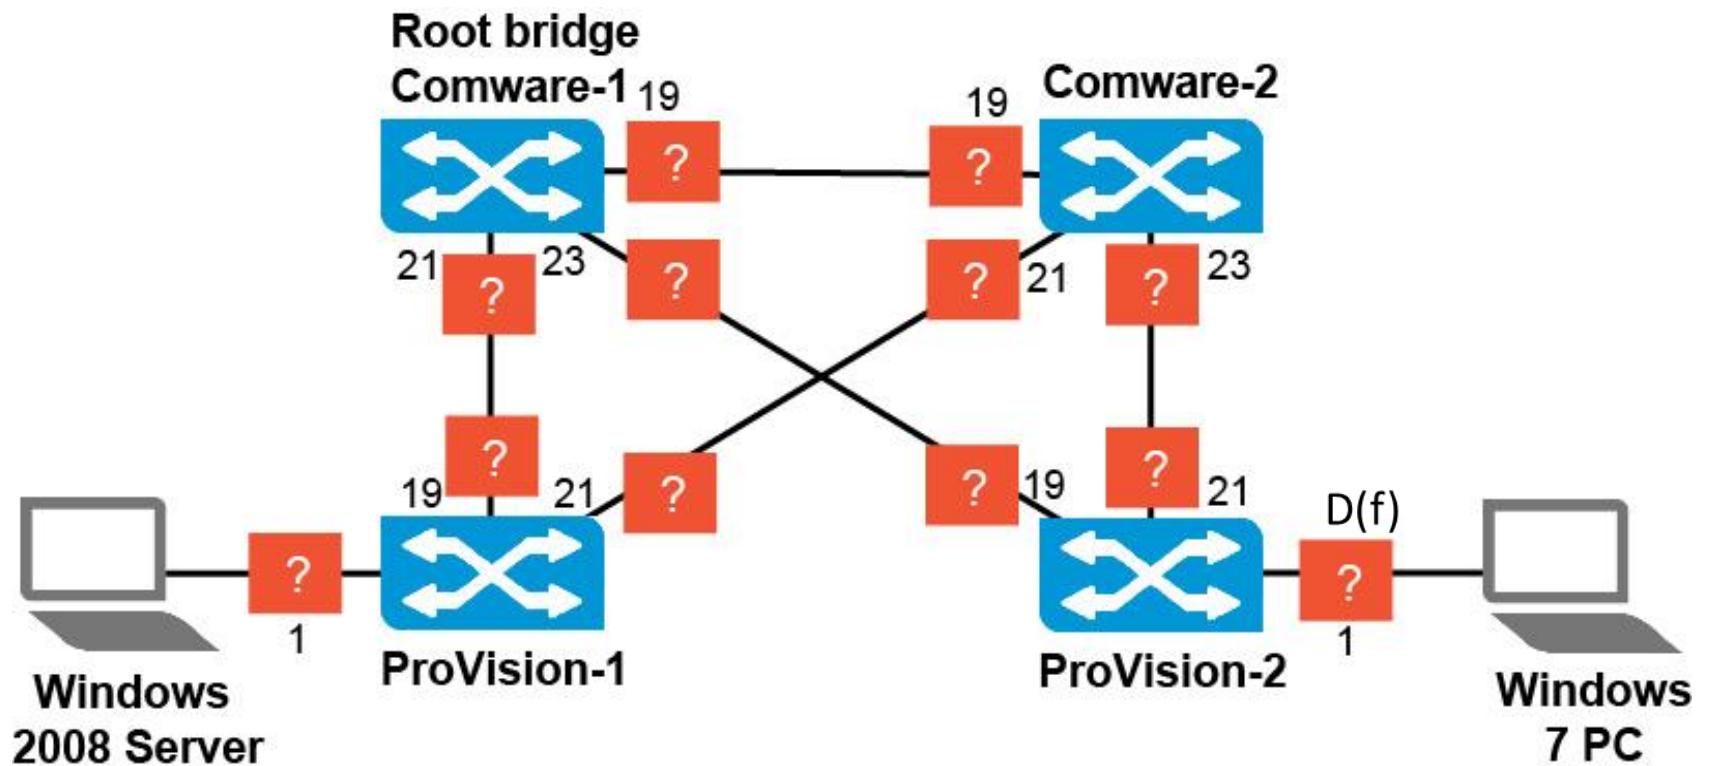 Root bridge
Comware-1
19
19
Comware-2
?
?
21
23
?
?
?
21
?
23
?
19
21
?
?
19
?
21
D(f)
?
1
ProVision-1
ProVision-2
?
1
Windows
2008 Server
Windows
7 PC